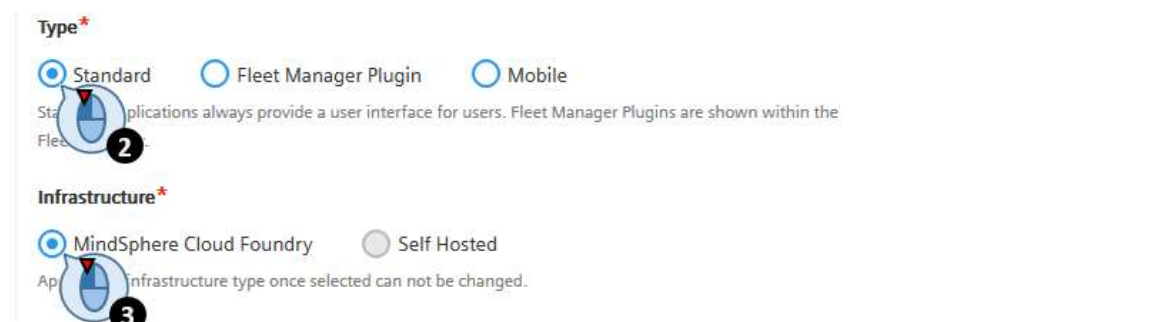 Type*
Standard Fleet Manager Plugin Mobile
plications always provide a user interface for users. Fleet Manager Plugins are shown within the
2
Infrastructure*
MindSphere Cloud Foundry Self Hosted
nfrastructure type once selected can not be changed.
3